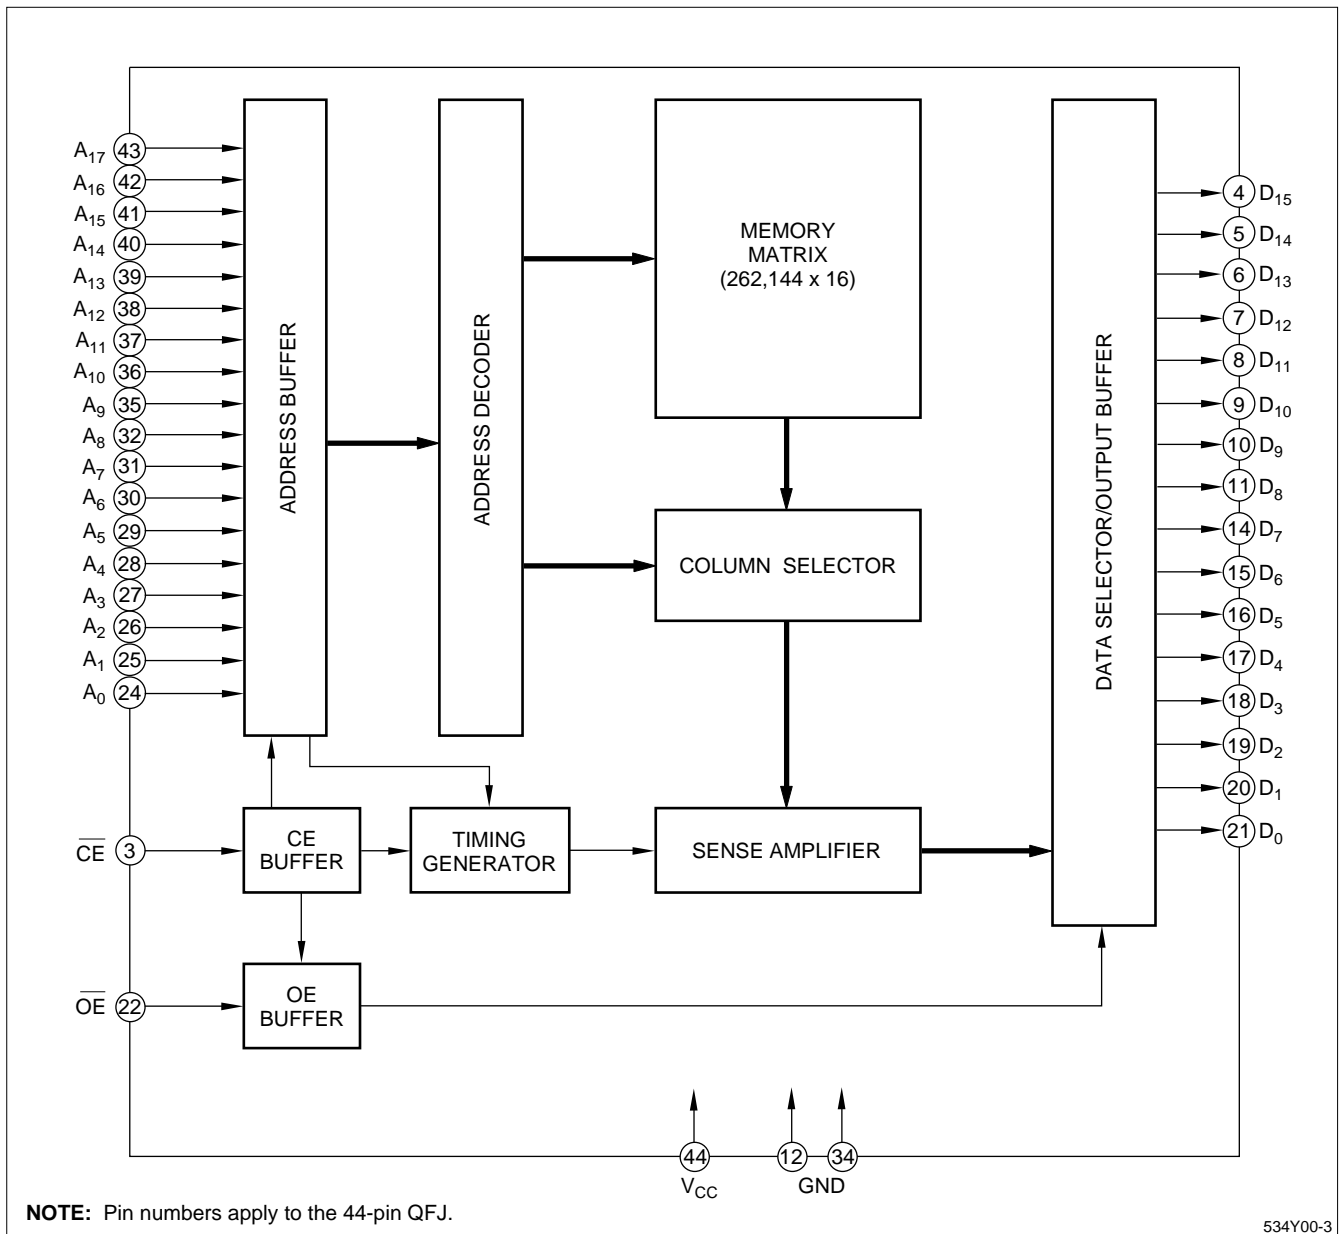 A17 43
A16 42
A15 41
A14 40
A13 39
A12 38
A11 37
A10 36
A9 35
A8 32
A7 31
A6 30
A5 29
A4 28
A3 27
A2 26
A1 25
A0 24
CE 3
OE 22
ADDRESS BUFFER
ADDRESS DECODER
MEMORY
MATRIX
(262,144 x 16)
COLUMN SELECTOR
CE
BUFFER
TIMING
GENERATOR
SENSE AMPLIFIER
OE
BUFFER
DATA SELECTOR/OUTPUT BUFFER
4 D15
5 D14
6 D13
7 D12
8 D11
9 D10
10 D9
11 D8
14 D7
15 D6
16 D5
17 D4
18 D3
19 D2
20 D1
21 D0
44 12 34
VCC GND
NOTE: Pin numbers apply to the 44-pin QFJ.
534Y00-3